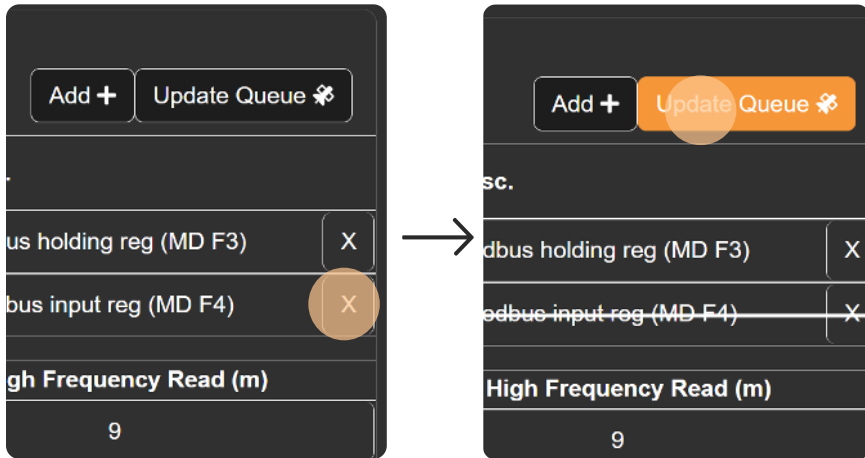 Add
Update Queue
us holding reg (MD F3) X
bus input reg (MD F4) X
gh Frequency Read (m)
9
Add
Update Queue
sc.
dbus holding reg (MD F3) X
odbus input reg (MD F4) X
High Frequency Read (m)
9